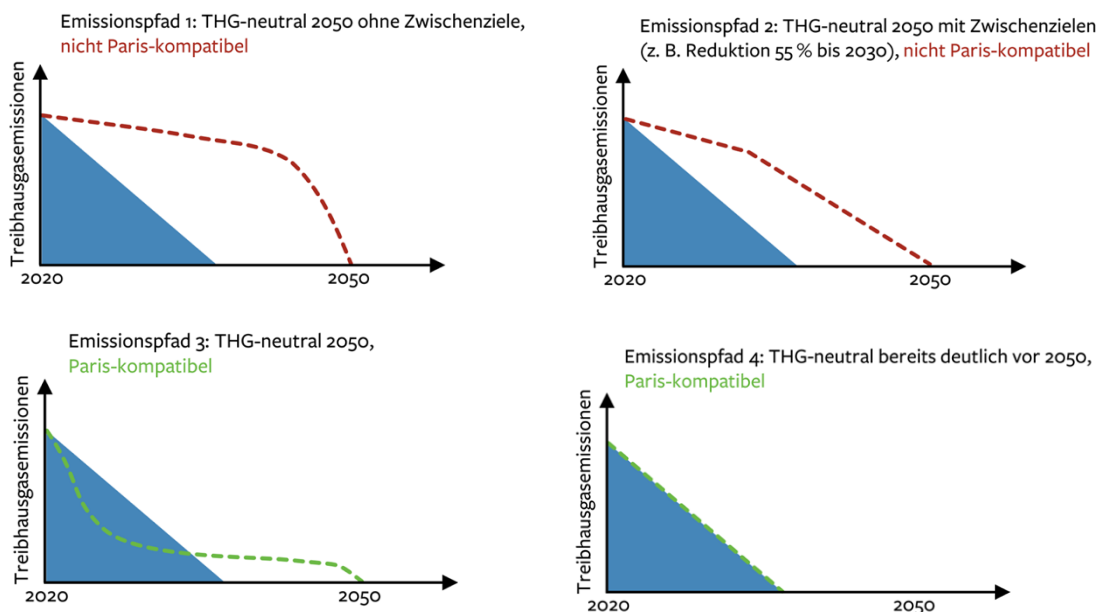 Emissionspfad 1: THG-neutral 2050 ohne Zwischenziele,
nicht Paris-kompatibel
Treibhausgasemissionen
2020
2050
Emissionspfad 2: THG-neutral 2050 mit Zwischenzielen
(z. B. Reduktion 55 % bis 2030), nicht Paris-kompatibel
Treibhausgasemissionen
2020
2050
Emissionspfad 3: THG-neutral 2050,
Paris-kompatibel
Treibhausgasemissionen
2020
2050
Emissionspfad 4: THG-neutral bereits deutlich vor 2050,
Paris-kompatibel
Treibhausgasemissionen
2020
2050